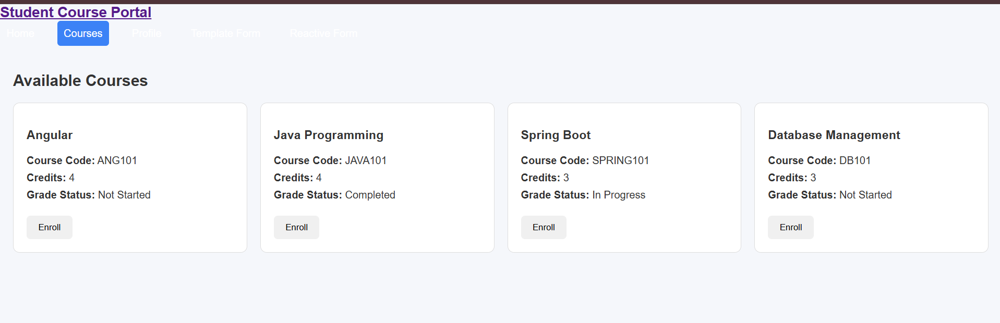 Student Course Portal
Home Courses Profile Template Form Reactive Form
Available Courses
Angular
Course Code: ANG101
Credits: 4
Grade Status: Not Started
Enroll
Java Programming
Course Code: JAVA101
Credits: 4
Grade Status: Completed
Enroll
Spring Boot
Course Code: SPRING101
Credits: 3
Grade Status: In Progress
Enroll
Database Management
Course Code: DB101
Credits: 3
Grade Status: Not Started
Enroll